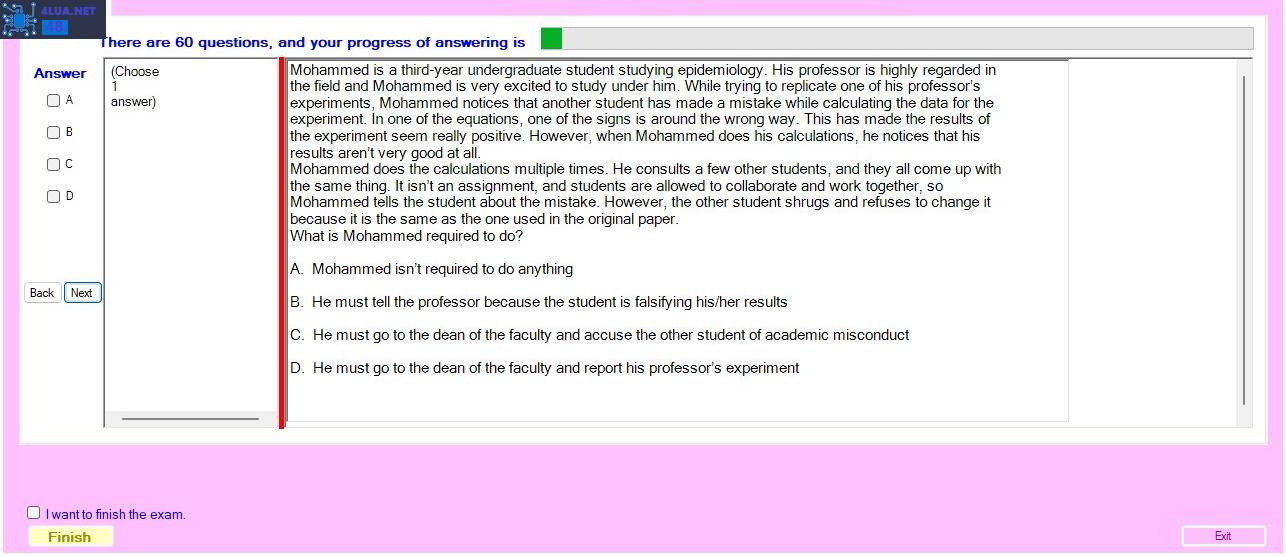 4LUA.NET
48
There are 60 questions, and your progress of answering is
Answer
A
B
C
D
Back
Next
(Choose
1
answer)
Mohammed is a third-year undergraduate student studying epidemiology. His professor is highly regarded in
the field and Mohammed is very excited to study under him. While trying to replicate one of his professor's
experiments, Mohammed notices that another student has made a mistake while calculating the data for the
experiment. In one of the equations, one of the signs is around the wrong way. This has made the results of
the experiment seem really positive. However, when Mohammed does his calculations, he notices that his
results aren't very good at all.
Mohammed does the calculations multiple times. He consults a few other students, and they all come up with
the same thing. It isn't an assignment, and students are allowed to collaborate and work together, so
Mohammed tells the student about the mistake. However, the other student shrugs and refuses to change it
because it is the same as the one used in the original paper.
What is Mohammed required to do?
A. Mohammed isn't required to do anything
B. He must tell the professor because the student is falsifying his/her results
C. He must go to the dean of the faculty and accuse the other student of academic misconduct
D. He must go to the dean of the faculty and report his professor's experiment
I want to finish the exam.
Finish
Exit